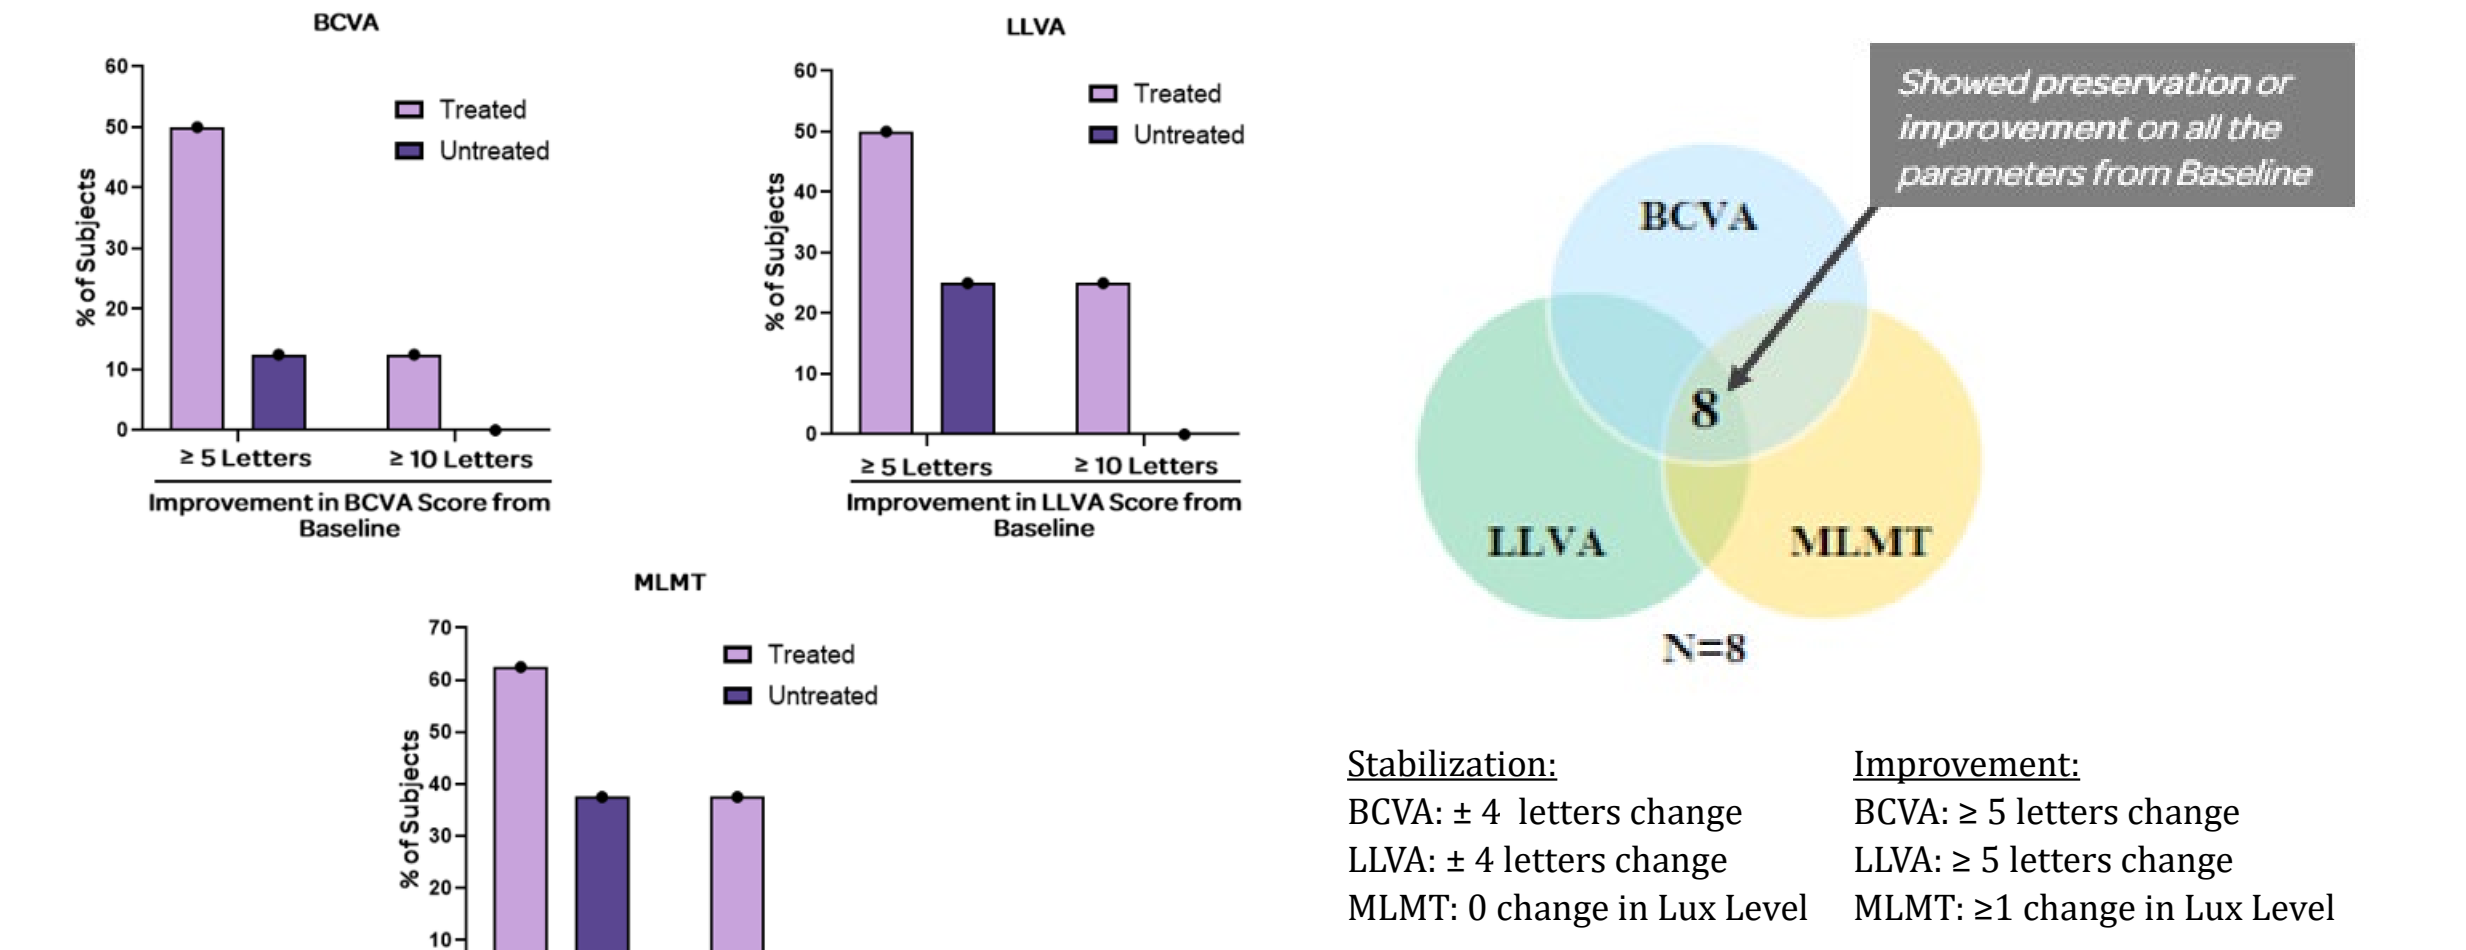 BCVA
60
50
40
30
20
10
0
% of Subjects
Treated
Untreated
≥ 5 Letters
≥ 10 Letters
Improvement in BCVA Score from
Baseline
LLVA
60
50
40
30
20
10
0
% of Subjects
Treated
Untreated
≥ 5 Letters
≥ 10 Letters
Improvement in LLVA Score from
Baseline
MLMT
70
60
50
40
30
20
10
% of Subjects
Treated
Untreated
Showed preservation or
improvement on all the
parameters from Baseline
BCVA
8
LLVA
MLMT
N=8
Stabilization:
BCVA: ± 4 letters change
LLVA: ± 4 letters change
MLMT: 0 change in Lux Level
Improvement:
BCVA: ≥ 5 letters change
LLVA: ≥ 5 letters change
MLMT: ≥1 change in Lux Level